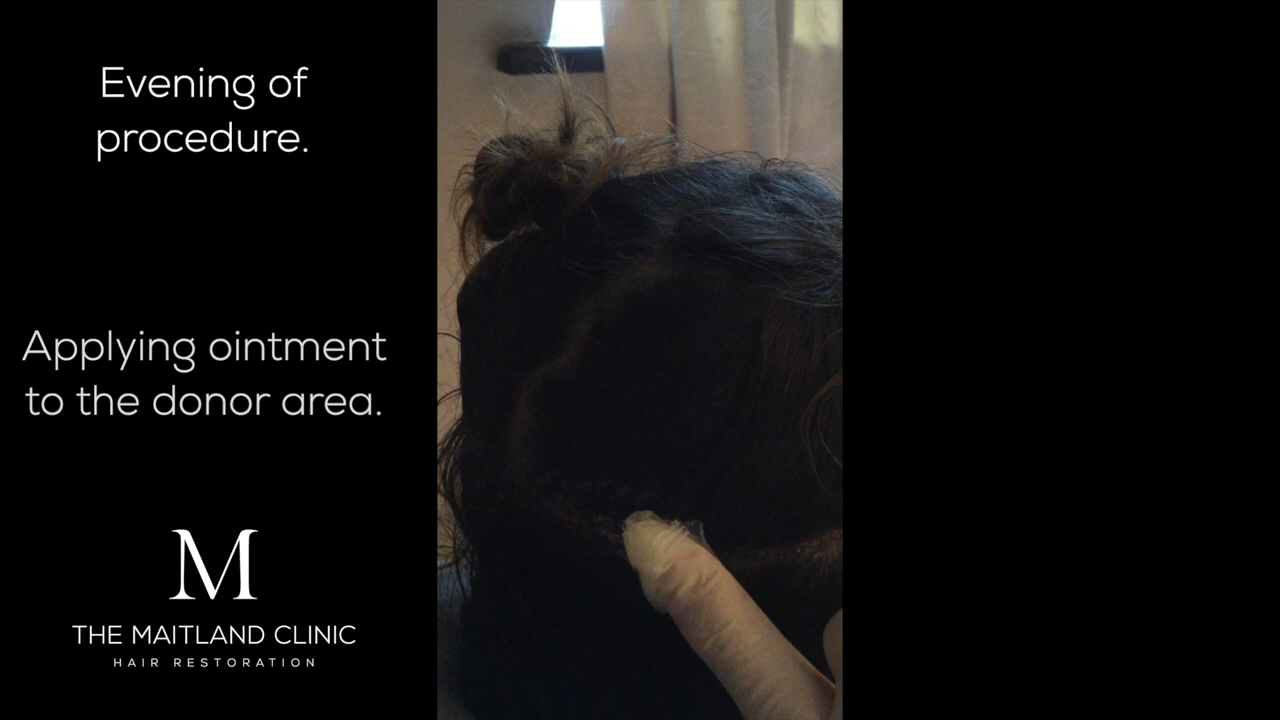 Evening of
procedure.
Applying ointment
to the donor area.
M
THE MAITLAND CLINIC
HAIR RESTORATION